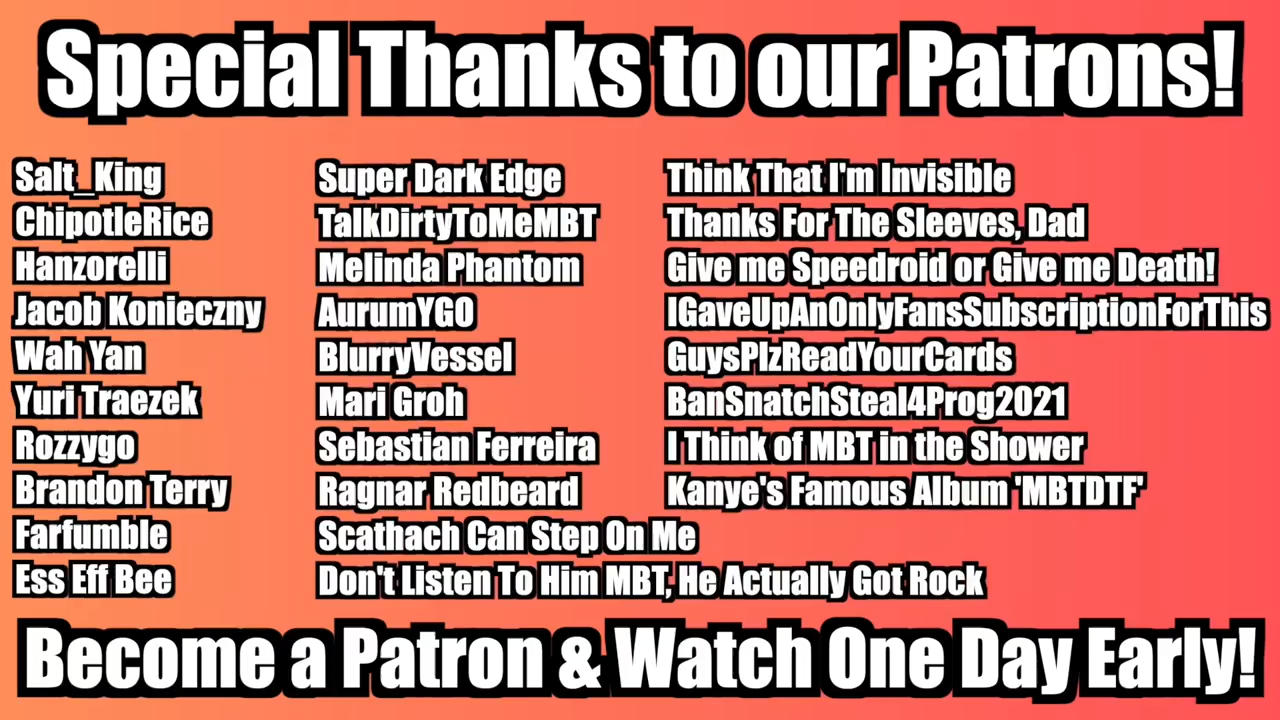 Special Thanks to our Patrons!
Salt_King
ChipotleRice
Hanzorelli
Jacob Konieczny
Wah Yan
Yuri Traezek
Rozzygo
Brandon Terry
Farfumble
Ess Eff Bee
Super Dark Edge
TalkDirtyToMeMBT
Melinda Phantom
AurumYGO
BlurryVessel
Mari Groh
Sebastian Ferreira
Ragnar Redbeard
Scathach Can Step On Me
Don't Listen To Him MBT, He Actually Got Rock
Think That I'm Invisible
Thanks For The Sleeves, Dad
Give me Speedroid or Give me Death!
IGaveUpAnOnlyFansSubscriptionForThis
GuysPlzReadYourCards
BanSnatchSteal4Prog2021
I Think of MBT in the Shower
Kanye's Famous Album 'MBTDTF'
Become a Patron & Watch One Day Early!